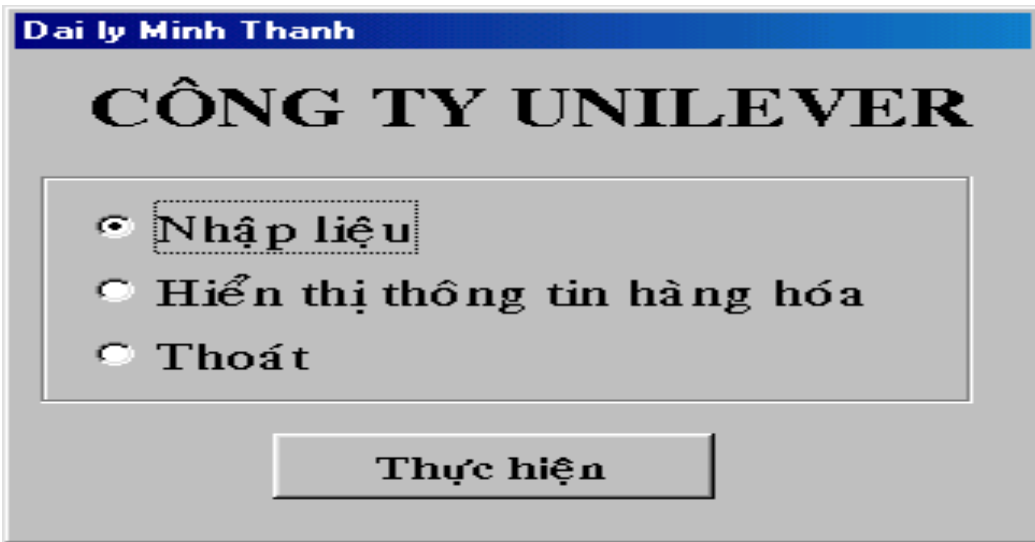 Dai ly Minh Thanh
CÔNG TY UNILEVER
Nhập liệu
Hiển thị thông tin hàng hóa
Thoát
Thực hiện